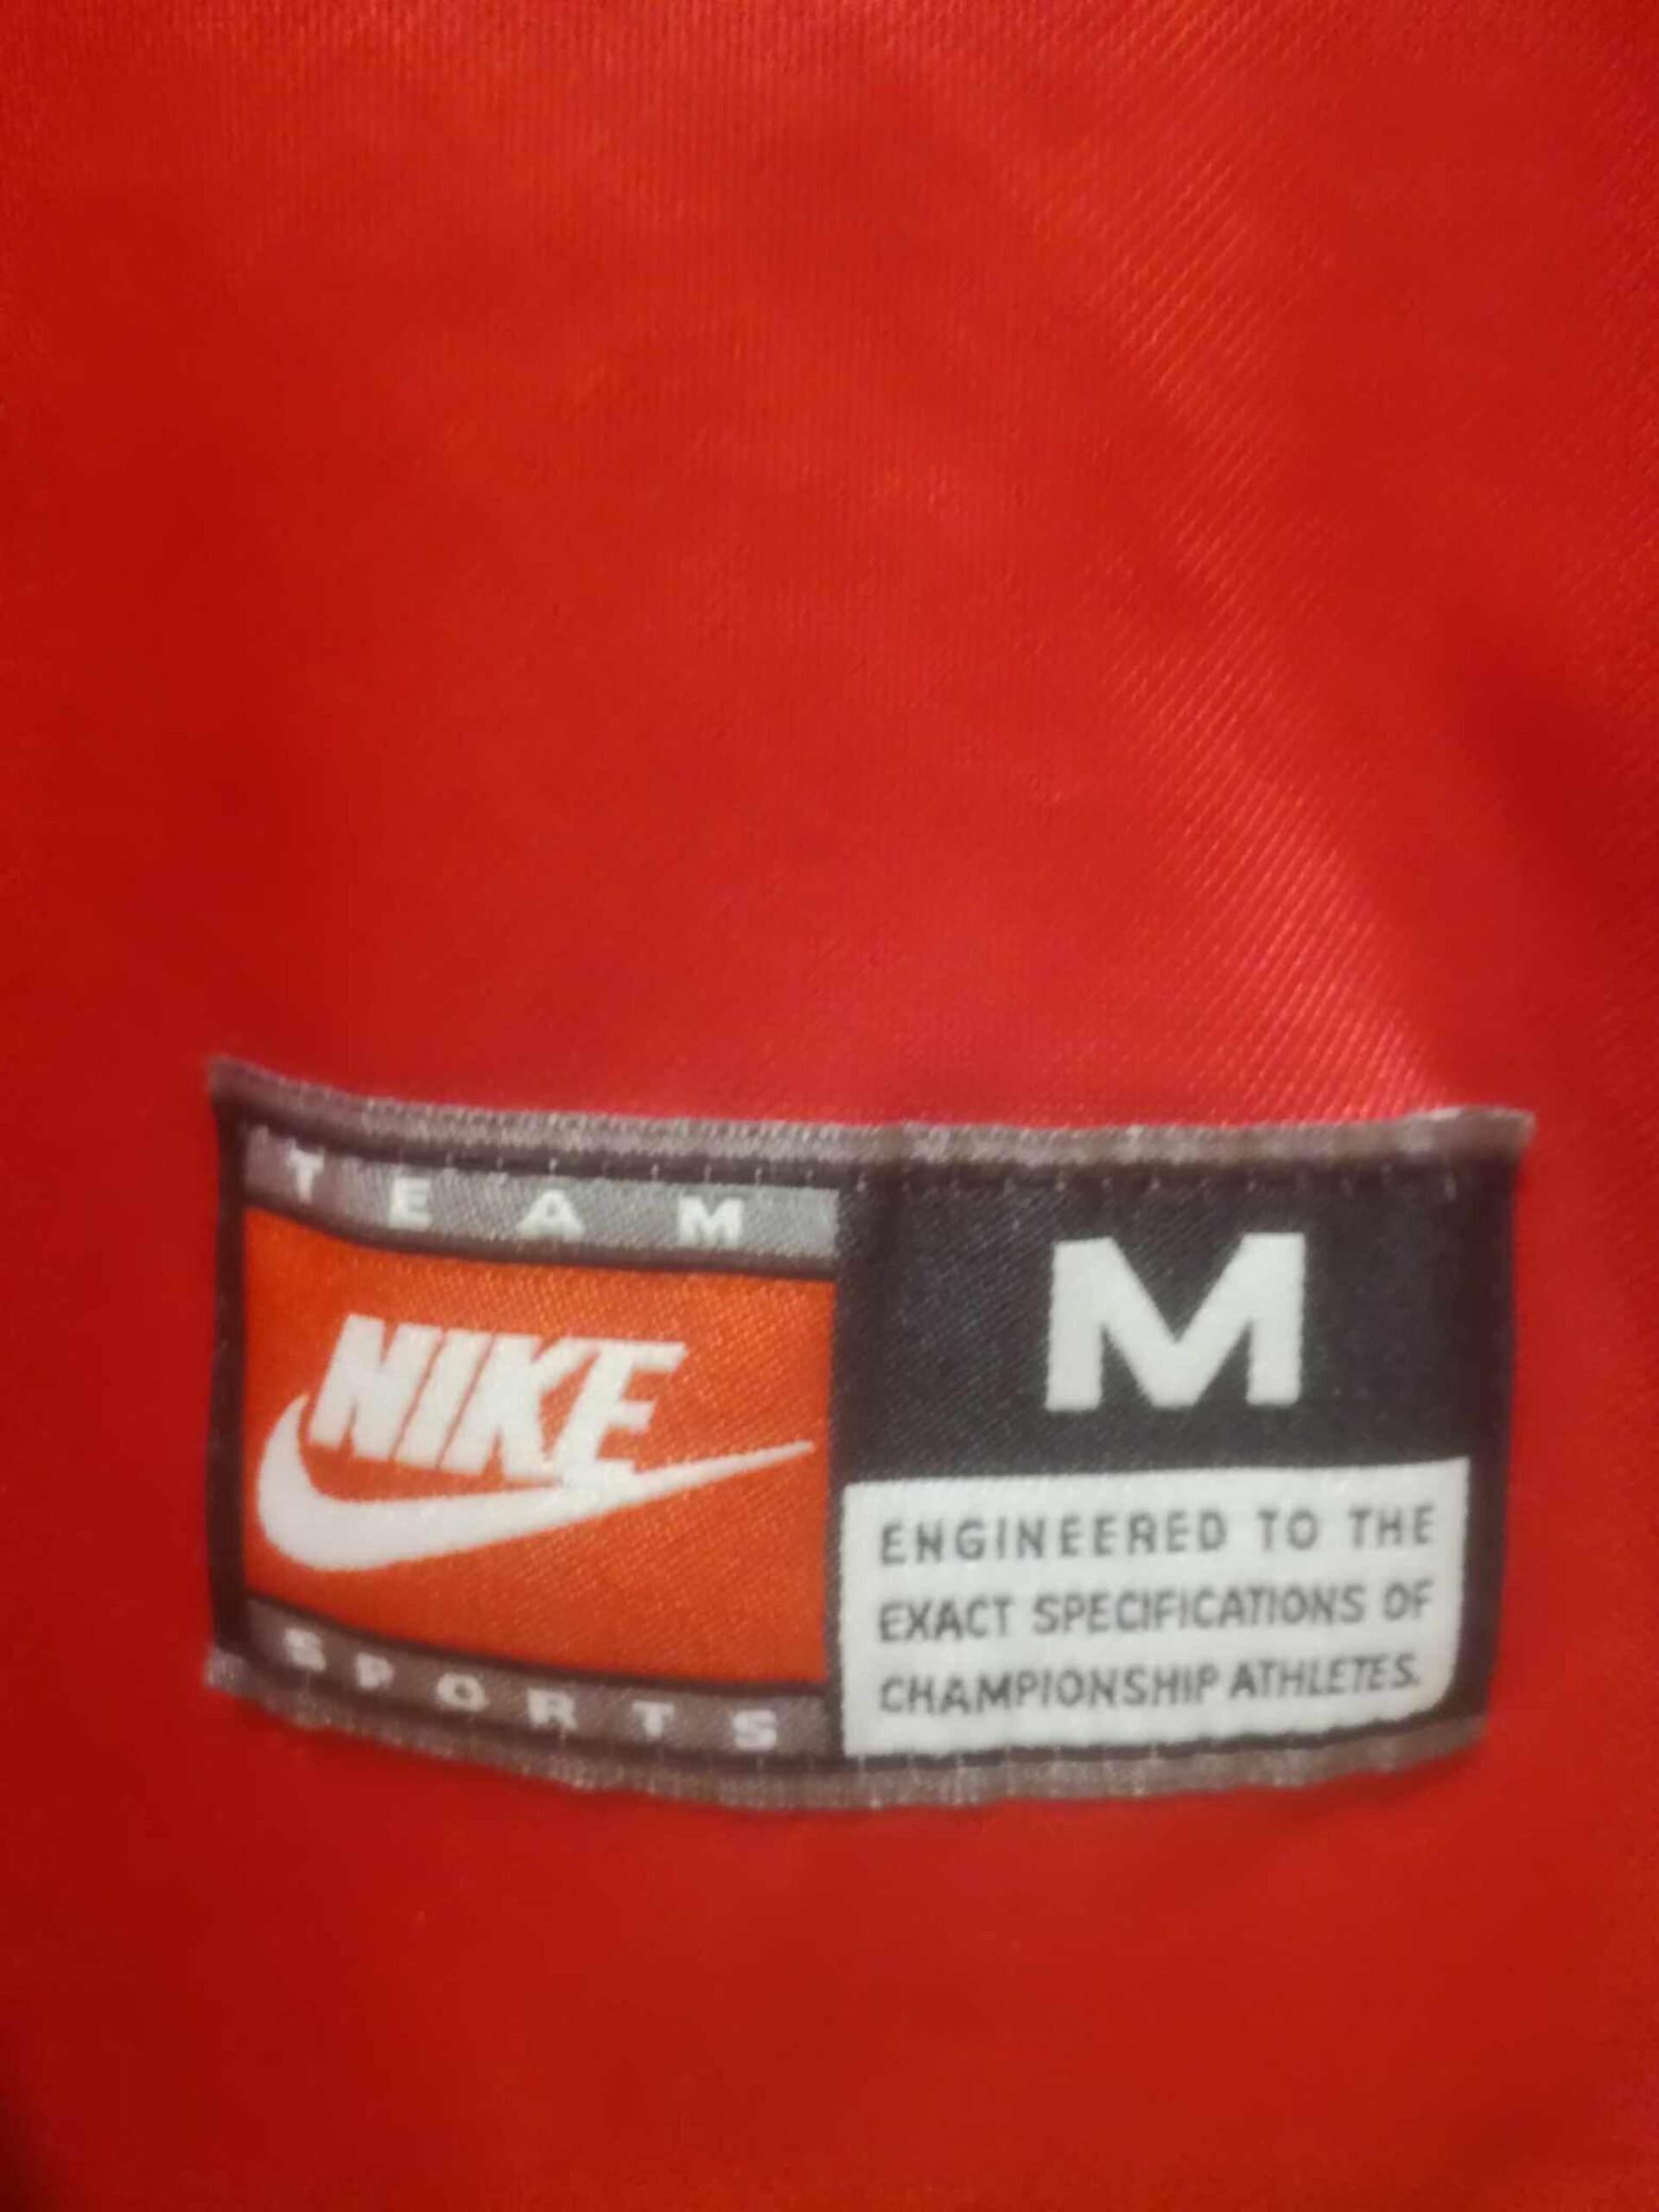 TEAM
NIKE
SPORTS
M
ENGINEERED TO THE
EXACT SPECIFICATIONS OF
CHAMPIONSHIP ATHLETES.